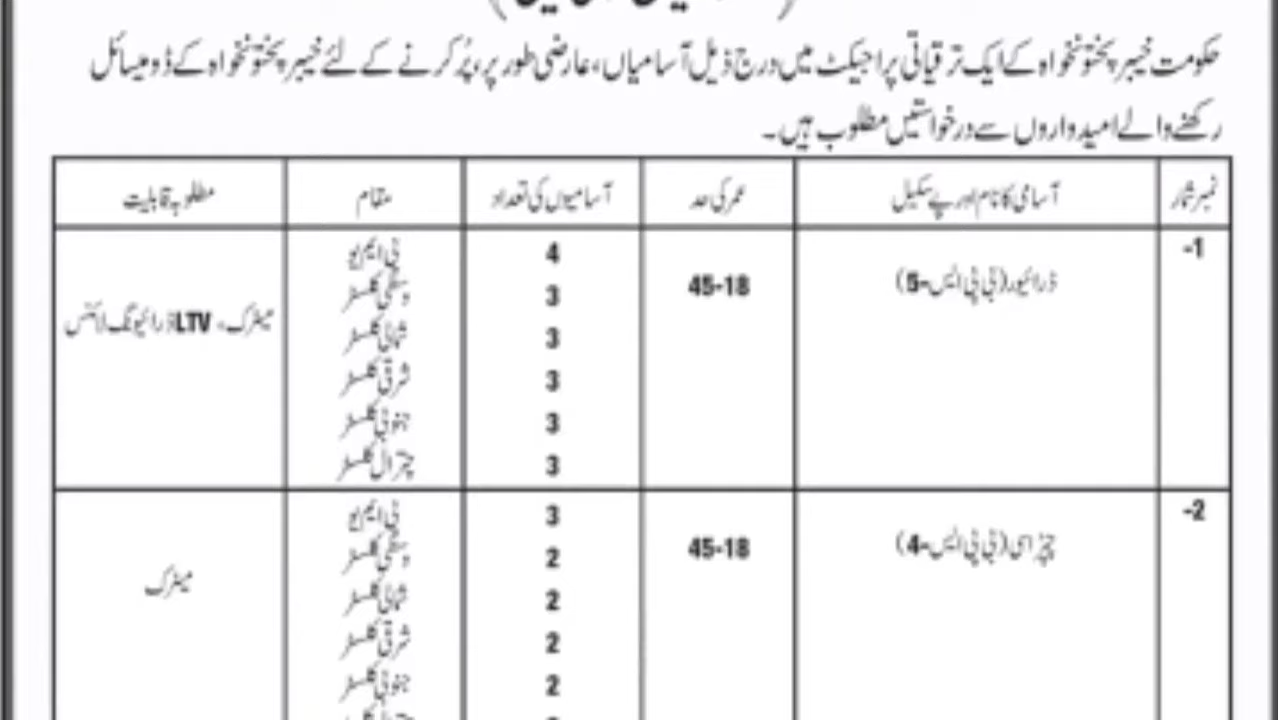 حکومت خیبر پختونخواہ کے ایک ترقیاتی پراجیکٹ میں درج ذیل آسامیاں، عارضی طور پر، پُر کرنے کے لئے خیبر پختونخواہ کے ڈومیسائل
رکھنے والے امیدواروں سے درخواستیں مطلوب ہیں۔
نمبر شمار آسامی کا نام اور پے سکیل عمر کی حد آسامیوں کی تعداد مقام مطلوبہ قابلیت
1- ڈرائیور (بی پی ایس-5) 45-18 4 پی ایم یو میٹرک، LTV ڈرائیونگ لائسنس
3 وسطی کلسٹر
3 شمالی کلسٹر
3 شرقی کلسٹر
3 جنوبی کلسٹر
3 چترال کلسٹر
2- چپڑاسی (بی پی ایس-4) 45-18 3 پی ایم یو میٹرک
2 وسطی کلسٹر
2 شمالی کلسٹر
2 شرقی کلسٹر
2 جنوبی کلسٹر